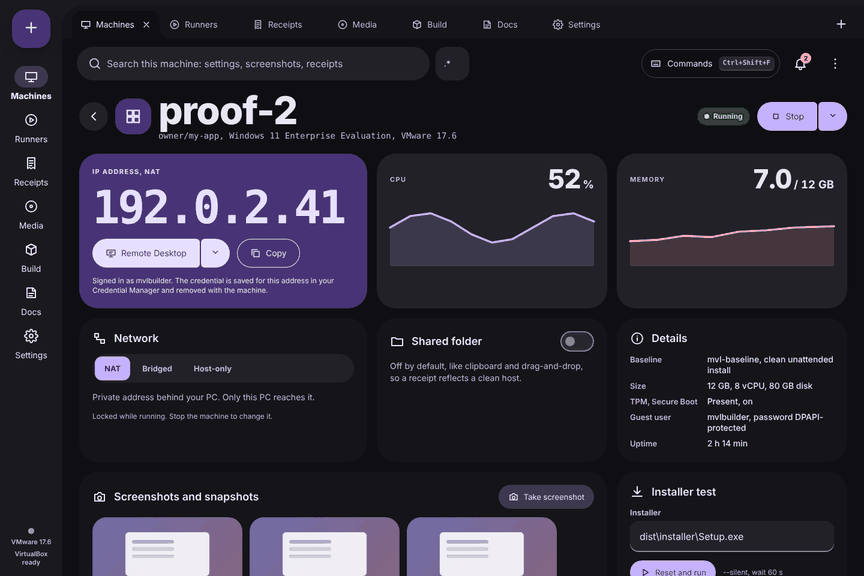 Machines
Runners
Receipts
Media
Build
Docs
Settings
Machines
Runners
Receipts
Media
Build
Docs
Settings
VMware 17.6
VirtualBox
ready
Search this machine: settings, screenshots, receipts
.*
Commands Ctrl+Shift+F
2
proof-2
owner/my-app, Windows 11 Enterprise Evaluation, VMware 17.6
Running
Stop
IP ADDRESS, NAT
192.0.2.41
Remote Desktop
Copy
Signed in as mvlbuilder. The credential is saved for this address in your
Credential Manager and removed with the machine.
CPU
52%
MEMORY
7.0 / 12 GB
Network
NAT Bridged Host-only
Private address behind your PC. Only this PC reaches it.
Locked while running. Stop the machine to change it.
Shared folder
Off by default, like clipboard and drag-and-drop,
so a receipt reflects a clean host.
Details
Baseline mvl-baseline, clean unattended
install
Size 12 GB, 8 vCPU, 80 GB disk
TPM, Secure Boot Present, on
Guest user mvlbuilder, password DPAPI-
protected
Uptime 2 h 14 min
Screenshots and snapshots
Take screenshot
Installer test
Installer
dist\installer\Setup.exe
Reset and run
--silent, wait 60 s